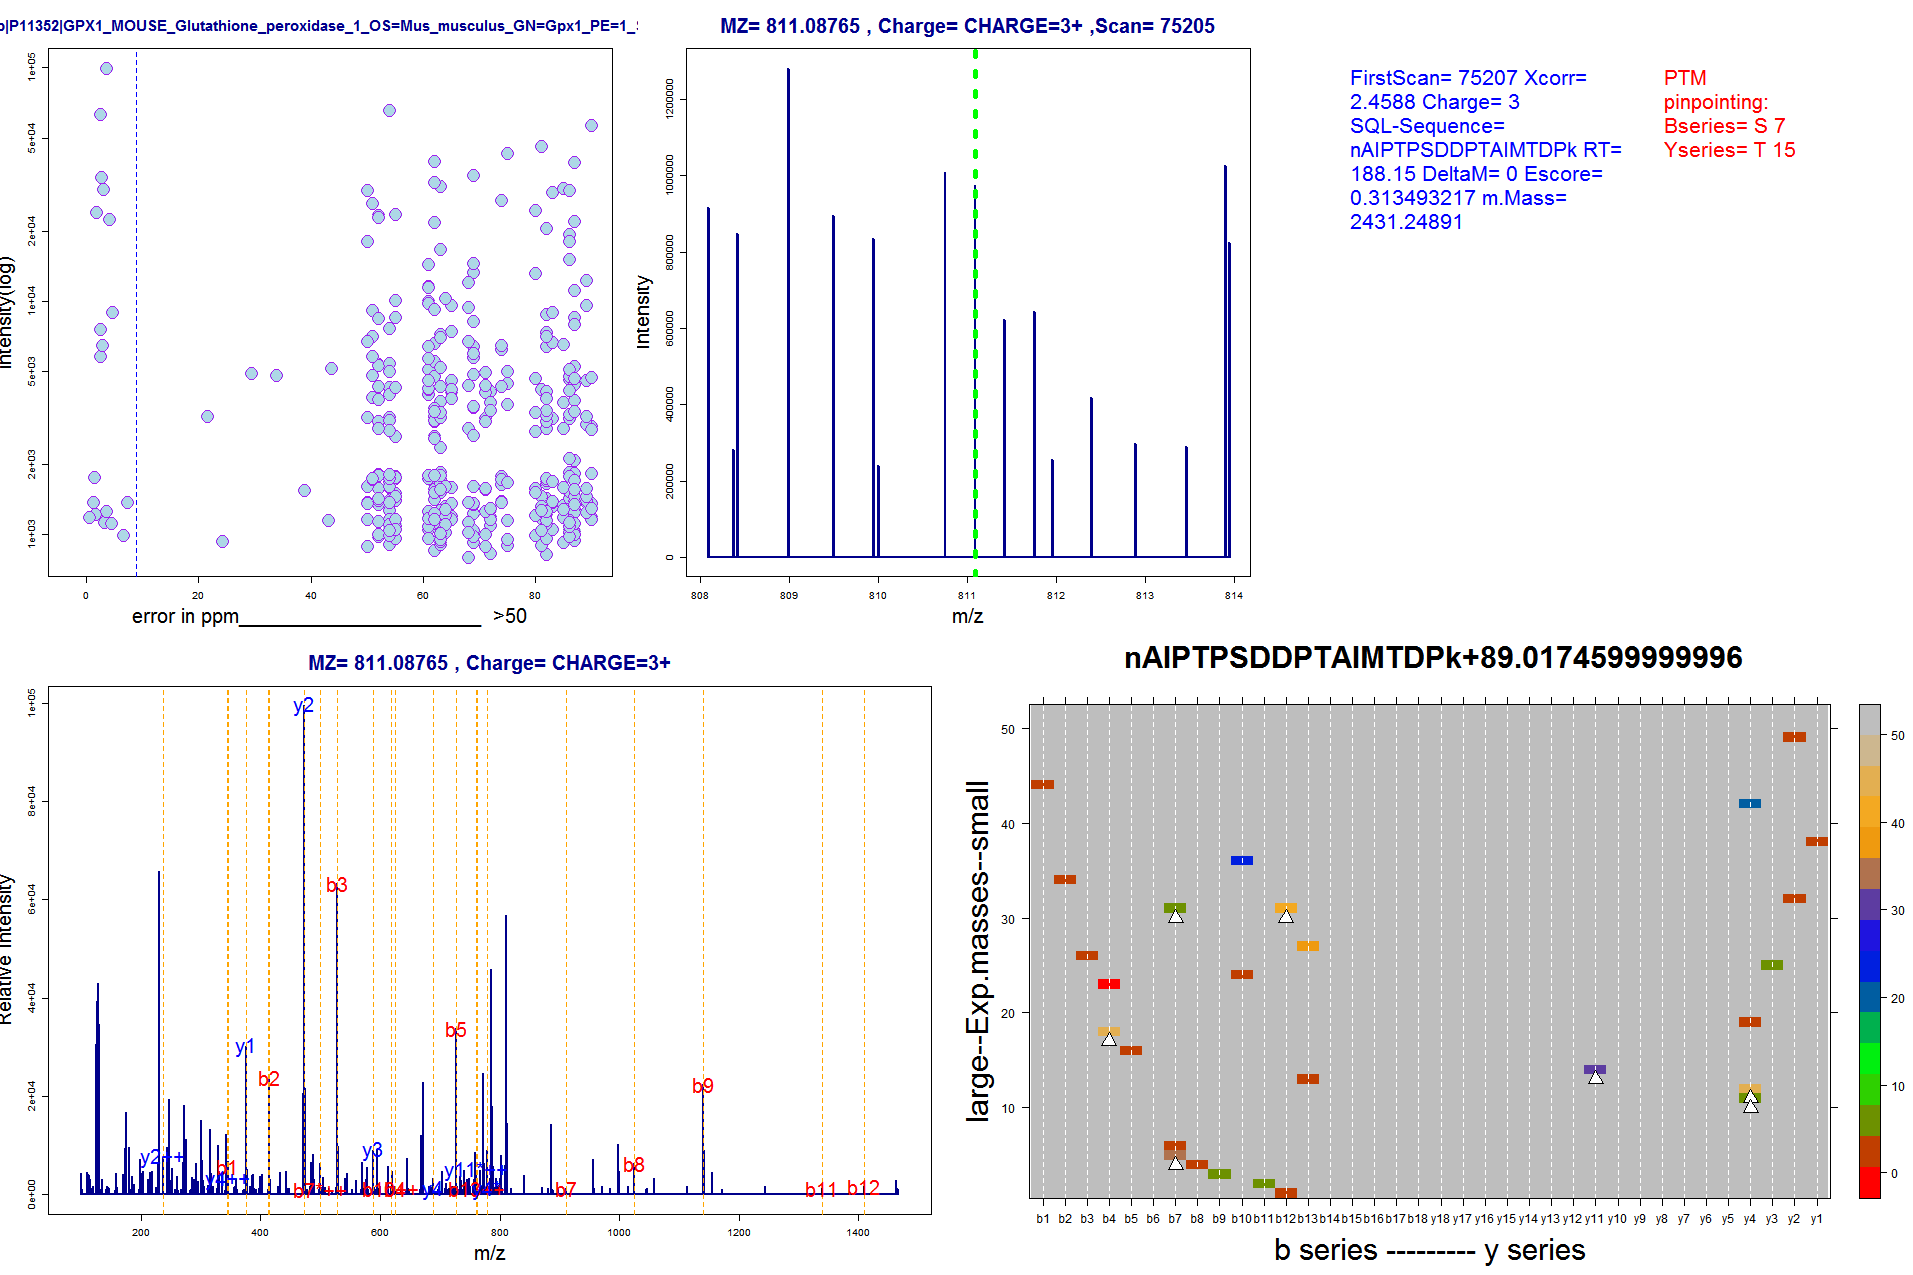 p|P11352|GPX1_MOUSE_Glutathione_peroxidase_1_OS=Mus_musculus_GN=Gpx1_PE=1_
1e+05
5e+04
2e+04
1e+04
5e+03
2e+03
1e+03
Intensity(log)
0 20 40 60 80
error in ppm______________________ >50
MZ= 811.08765 , Charge= CHARGE=3+ ,Scan= 75205
1200000
1000000
800000
600000
400000
200000
0
Intensity
808 809 810 811 812 813 814
m/z
FirstScan= 75207 Xcorr=
2.4588 Charge= 3
SQL-Sequence=
nAIPTPSDDPTAIMTDPk RT=
188.15 DeltaM= 0 Escore=
0.313493217 m.Mass=
2431.24891
PTM
pinpointing:
Bseries= S 7
Yseries= T 15
MZ= 811.08765 , Charge= CHARGE=3+
1e+05
8e+04
6e+04
4e+04
2e+04
0e+00
Relative Intensity
y2
b3
b5
y1
b2
b9
y3
y2++
b1
b8
b7
b11
b12
200 400 600 800 1000 1200 1400
m/z
nAIPTPSDDPTAIMTDPk+89.0174599999996
50
40
30
20
10
large--Exp.masses--small
b1 b2 b3 b4 b5 b6 b7 b8 b9 b10 b11 b12 b13 b14 b15 b16 b17 b18 y18 y17 y16 y15 y14 y13 y12 y11 y10 y9 y8 y7 y6 y5 y4 y3 y2 y1
b series --------- y series
50
40
30
20
10
0